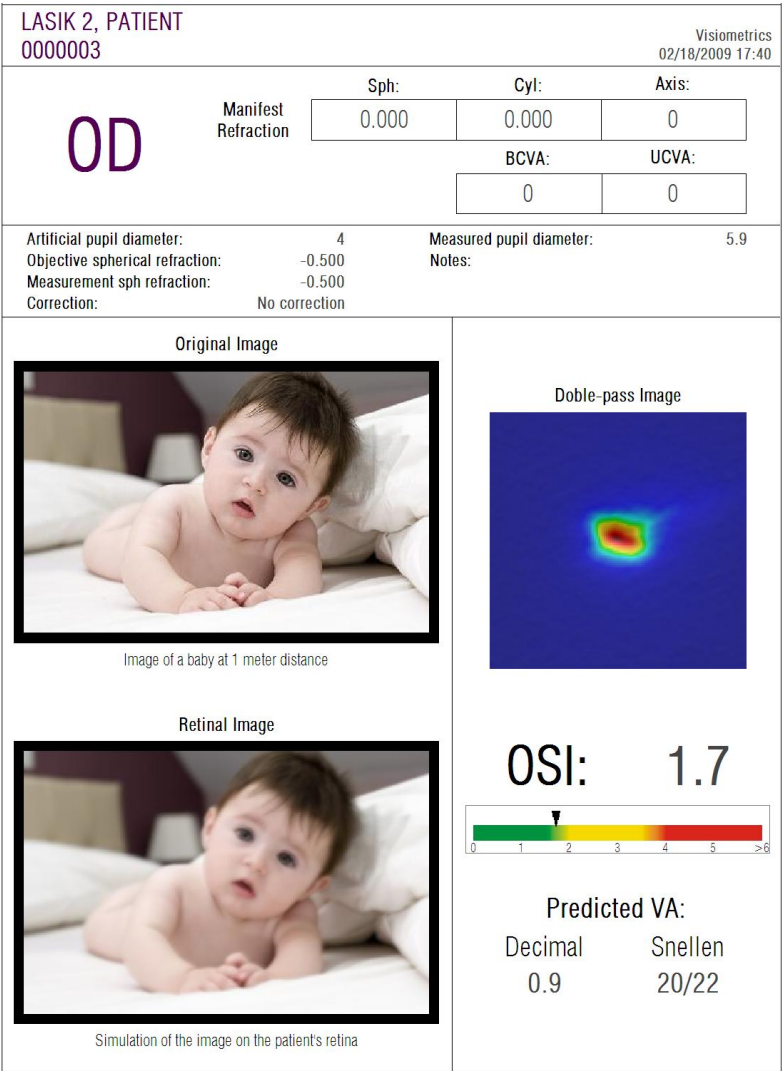 LASIK 2, PATIENT
0000003
Visiometrics
02/18/2009 17:40
OD
Manifest
Refraction
Sph: Cyl: Axis:
0.000 0.000 0
BCVA: UCVA:
0 0
Artificial pupil diameter: 4
Objective spherical refraction: -0.500
Measurement sph refraction: -0.500
Correction: No correction
Measured pupil diameter: 5.9
Notes:
Original Image
Image of a baby at 1 meter distance
Retinal Image
Simulation of the image on the patient's retina
Doble-pass Image
OSI: 1.7
0 1 2 3 4 5 >6
Predicted VA:
Decimal Snellen
0.9 20/22